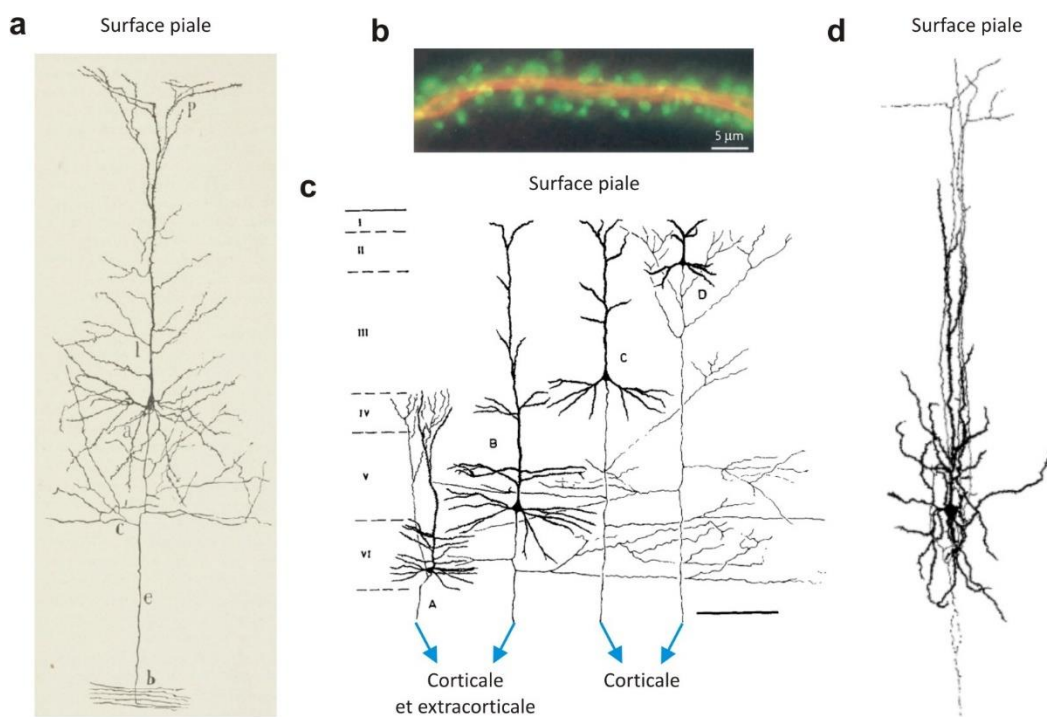 a
Surface piale
p
l
c
e
b
b
5 μm
Surface piale
c
I
II
III
IV
V
VI
A
B
C
D
Corticale
et extracorticale
Corticale
d
Surface piale